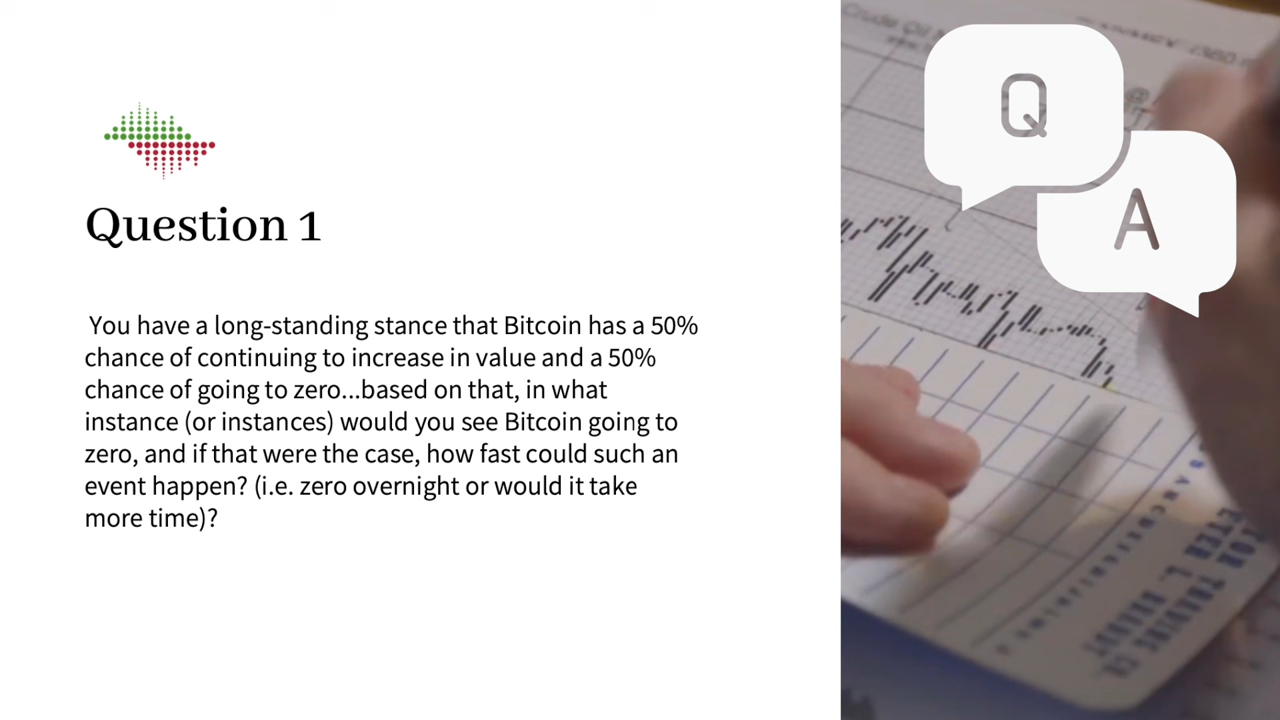 Question 1
You have a long-standing stance that Bitcoin has a 50%
chance of continuing to increase in value and a 50%
chance of going to zero...based on that, in what
instance (or instances) would you see Bitcoin going to
zero, and if that were the case, how fast could such an
event happen? (i.e. zero overnight or would it take
more time)?
Q
A
Crude Oil